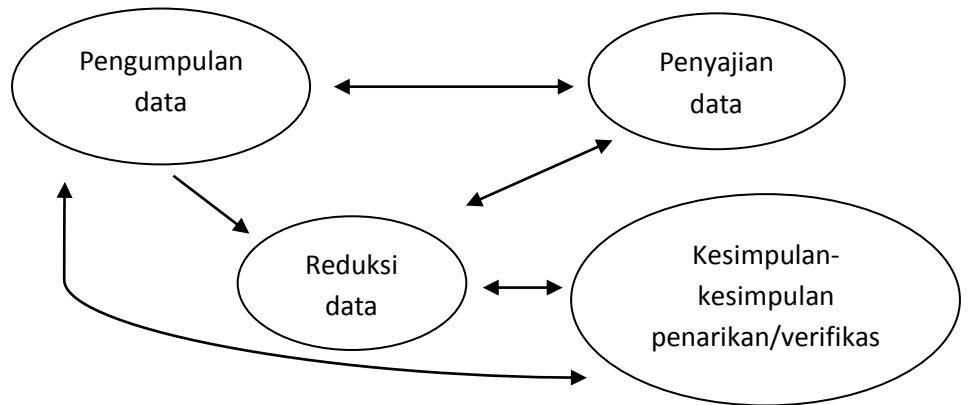 Pengumpulan
data
Penyajian
data
Reduksi
data
Kesimpulan-
kesimpulan
penarikan/verifikas